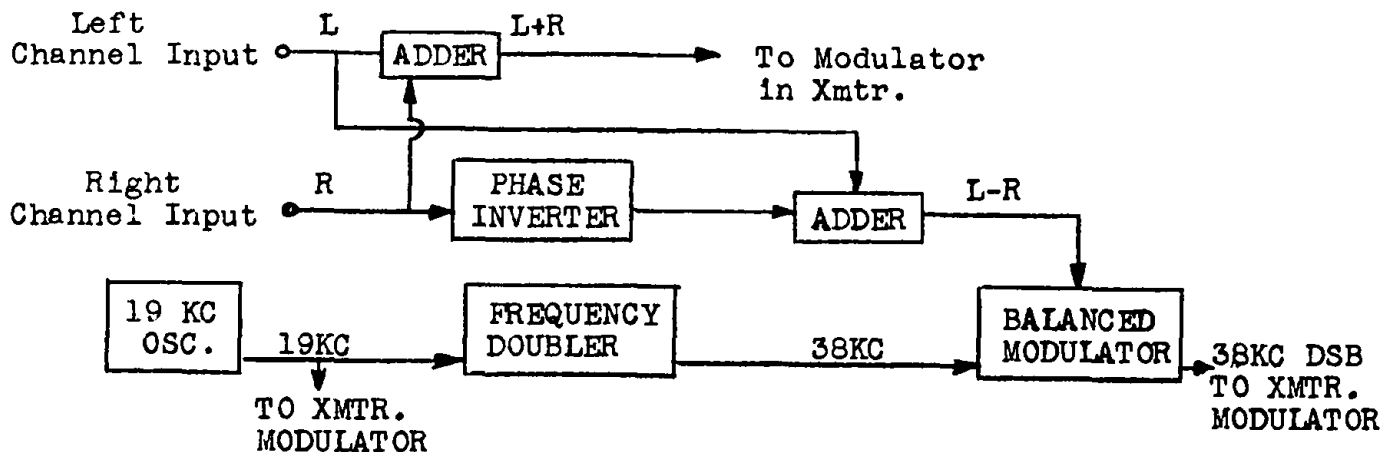 Left
Channel Input
L
ADDER
L+R
To Modulator
in Xmtr.
Right
Channel Input
R
PHASE
INVERTER
ADDER
L-R
19 KC
OSC.
19KC
TO XMTR.
MODULATOR
FREQUENCY
DOUBLER
38KC
BALANCED
MODULATOR
38KC DSB
TO XMTR.
MODULATOR